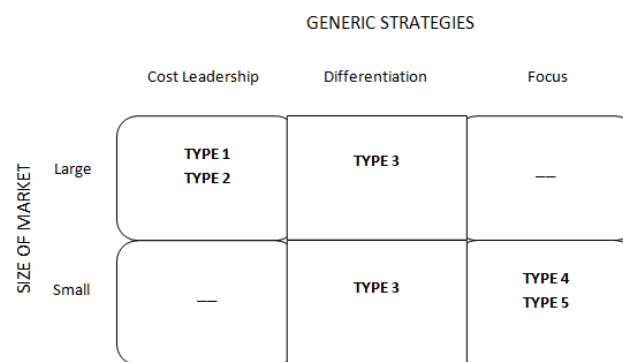 GENERIC STRATEGIES
Cost Leadership Differentiation Focus
SIZE OF MARKET
Large
TYPE 1
TYPE 2
TYPE 3
—
Small
—
TYPE 3
TYPE 4
TYPE 5